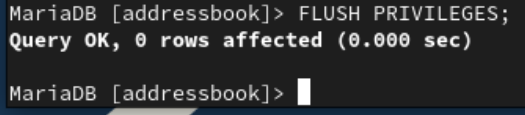 MariaDB [addressbook]> FLUSH PRIVILEGES;
Query OK, 0 rows affected (0.000 sec)
MariaDB [addressbook]>